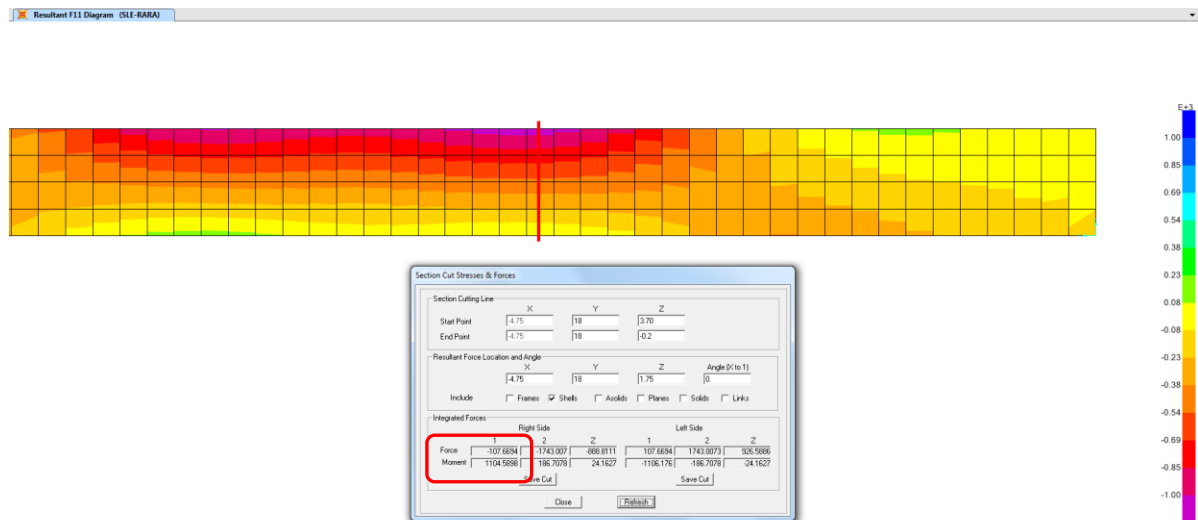 Resultant F11 Diagram (SLE-RARA)
E+3
1.00
0.85
0.69
0.54
0.38
0.23
0.08
-0.08
-0.23
-0.38
-0.54
-0.69
-0.85
-1.00
Section Cut Stresses & Forces
Section Cutting Line
X Y Z
Start Point -4.75 18 3.70
End Point -4.75 18 -0.2
Resultant Force Location and Angle
X Y Z Angle (X to 1)
-4.75 18 1.75 0.
Include Frames Shells Asolids Planes Solids Links
Integrated Forces
Right Side Left Side
1 2 Z 1 2 Z
Force -107.6694 -1743.007 -888.8111 107.6694 1743.0073 926.5886
Moment 1104.5898 186.7078 24.1627 -1106.176 -186.7078 -24.1627
Save Cut Save Cut
Close Refresh